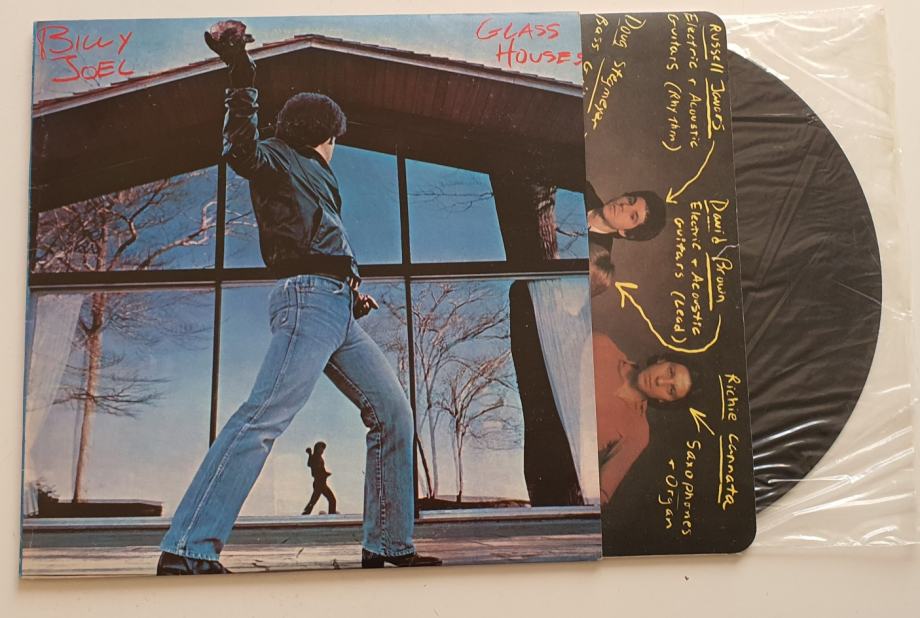 BILLY
JOEL
GLASS
HOUSES
Russell Javors
Electric + Acoustic
Guitars (Rhythm)
Doug Stegmeyer
Bass G
David Brown
Electric + Acoustic
Guitars (Lead)
Richie Cannata
Saxophones
+ Organ